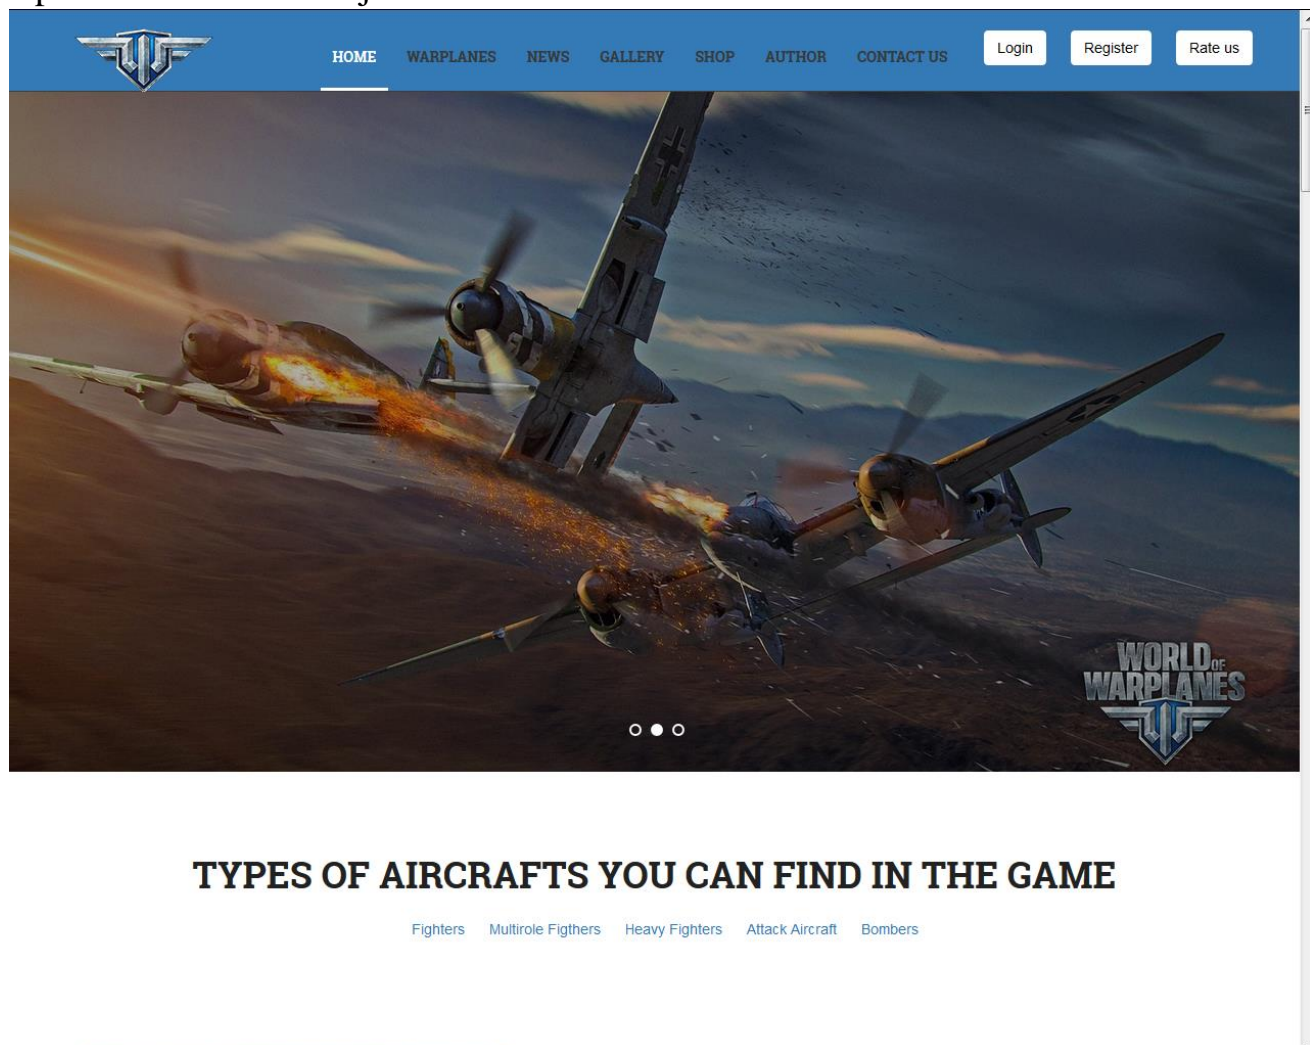 HOME WARPLANES NEWS GALLERY SHOP AUTHOR CONTACT US Login Register Rate us
WORLD OF
WARPLANES
TYPES OF AIRCRAFTS YOU CAN FIND IN THE GAME
Fighters Multirole Figthers Heavy Fighters Attack Aircraft Bombers